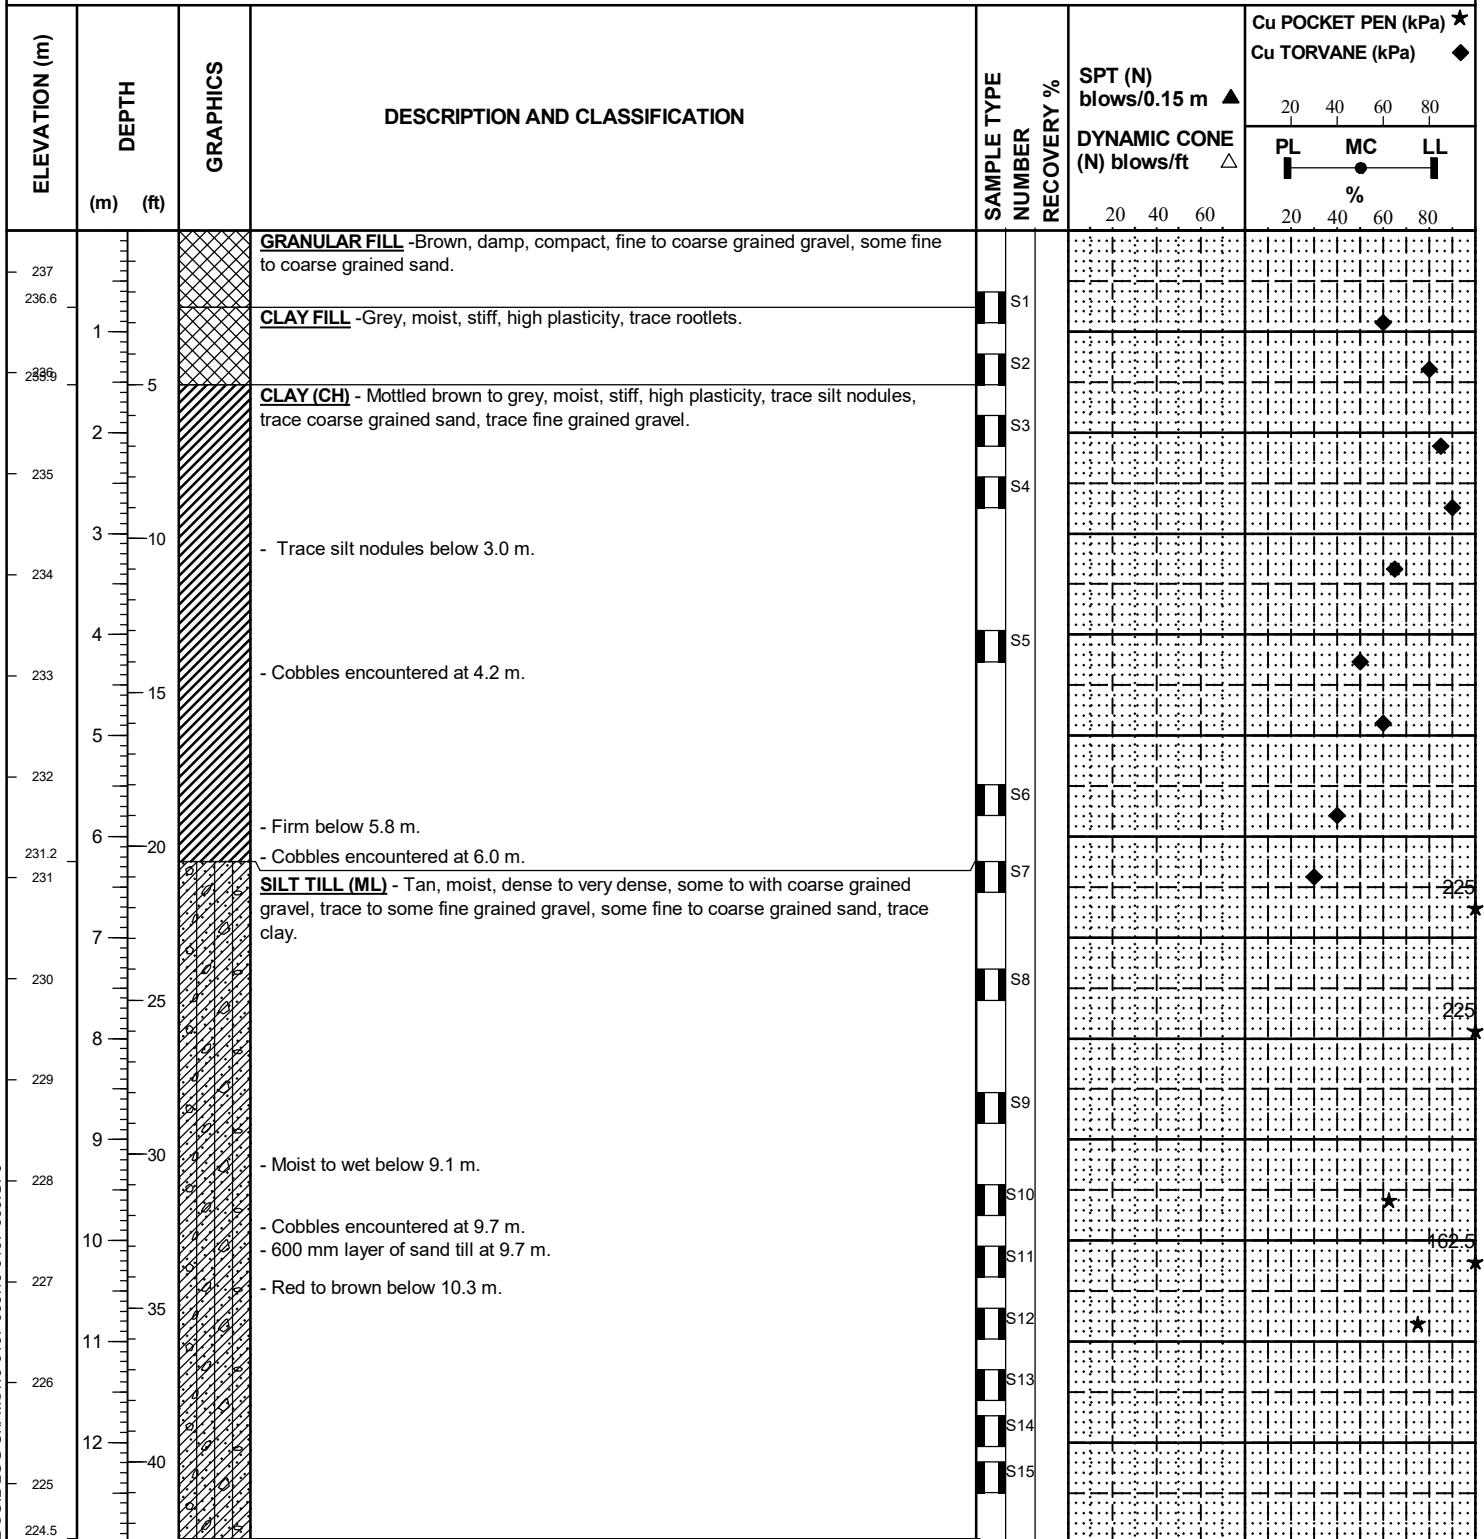 Cu POCKET PEN (kPa)
Cu TORVANE (kPa)
20 40 60 80
ELEVATION (m)
DEPTH
(m) (ft)
GRAPHICS
DESCRIPTION AND CLASSIFICATION
SAMPLE TYPE
NUMBER
RECOVERY %
SPT (N)
blows/0.15 m
DYNAMIC CONE
(N) blows/ft
20 40 60
PL MC LL
%
20 40 60 80
GRANULAR FILL -Brown, damp, compact, fine to coarse grained gravel, some fine
to coarse grained sand.
237
236.6
S1
CLAY FILL -Grey, moist, stiff, high plasticity, trace rootlets.
1
S2
236
235.9
5
CLAY (CH) - Mottled brown to grey, moist, stiff, high plasticity, trace silt nodules,
trace coarse grained sand, trace fine grained gravel.
S3
2
235
S4
3
10
- Trace silt nodules below 3.0 m.
234
4
S5
233
- Cobbles encountered at 4.2 m.
15
5
232
S6
- Firm below 5.8 m.
6
20
231.2
- Cobbles encountered at 6.0 m.
S7
231
SILT TILL (ML) - Tan, moist, dense to very dense, some to with coarse grained
gravel, trace to some fine grained gravel, some fine to coarse grained sand, trace
clay.
225
7
230
S8
25
225
8
229
S9
9
30
- Moist to wet below 9.1 m.
228
S10
- Cobbles encountered at 9.7 m.
10
- 600 mm layer of sand till at 9.7 m.
162.5
S11
227
- Red to brown below 10.3 m.
35
S12
11
226
S13
S14
12
40
S15
225
224.5